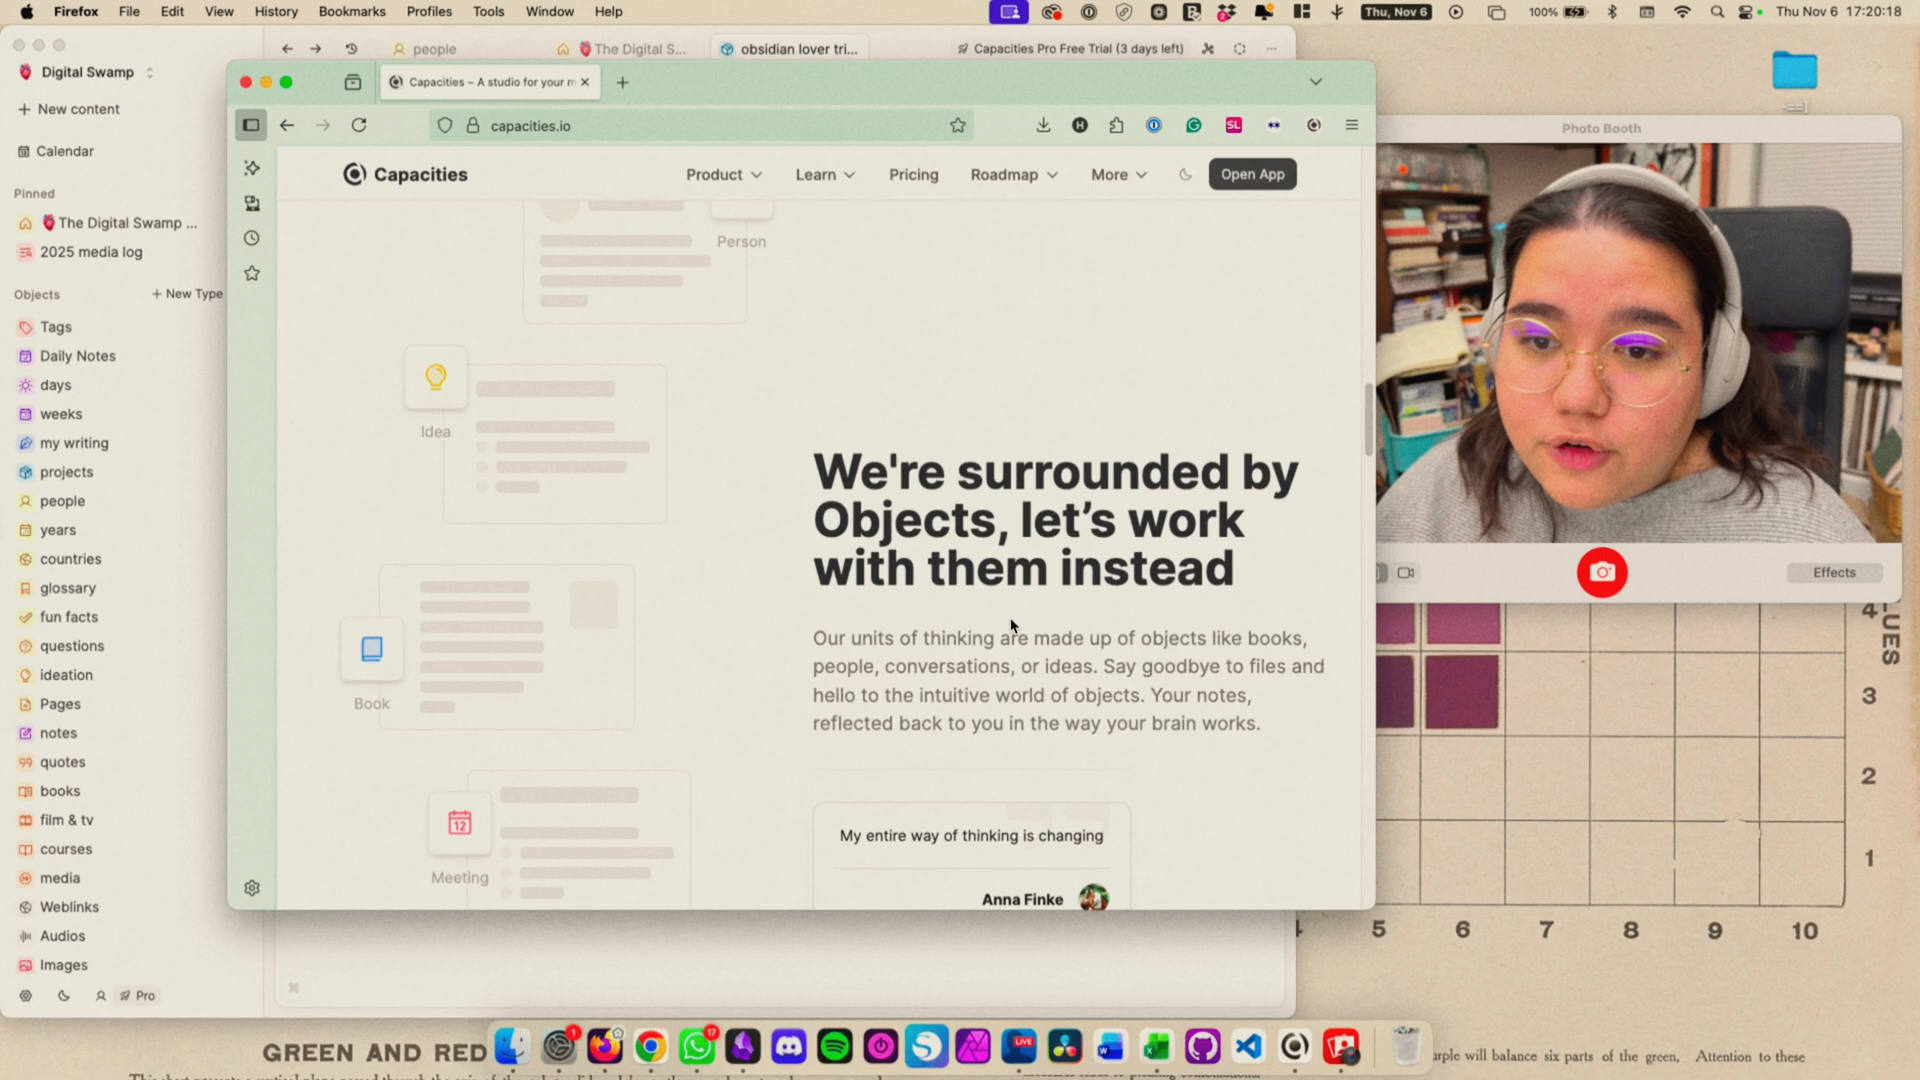 Firefox File Edit View History Bookmarks Profiles Tools Window Help
Thu, Nov 6 100% Thu Nov 6 17:20:18
Digital Swamp
New content
Calendar
Pinned
The Digital Swamp ...
2025 media log
Objects + New Type
Tags
Daily Notes
days
weeks
my writing
projects
people
years
countries
glossary
fun facts
questions
ideation
Pages
notes
quotes
books
film & tv
courses
media
Weblinks
Audios
Images
Pro
people The Digital S... obsidian lover tri... Capacities Pro Free Trial (3 days left) ...
Capacities – A studio for your m
capacities.io
SL
Capacities Product Learn Pricing Roadmap More Open App
Person
Idea
Book
12
Meeting
We're surrounded by
Objects, let’s work
with them instead
Our units of thinking are made up of objects like books,
people, conversations, or ideas. Say goodbye to files and
hello to the intuitive world of objects. Your notes,
reflected back to you in the way your brain works.
My entire way of thinking is changing
Anna Finke
Photo Booth
Effects
4
3
2
1
5 6 7 8 9 10
GREEN AND RED
1
17
LIVE
urple will balance six parts of the green, Attention to these